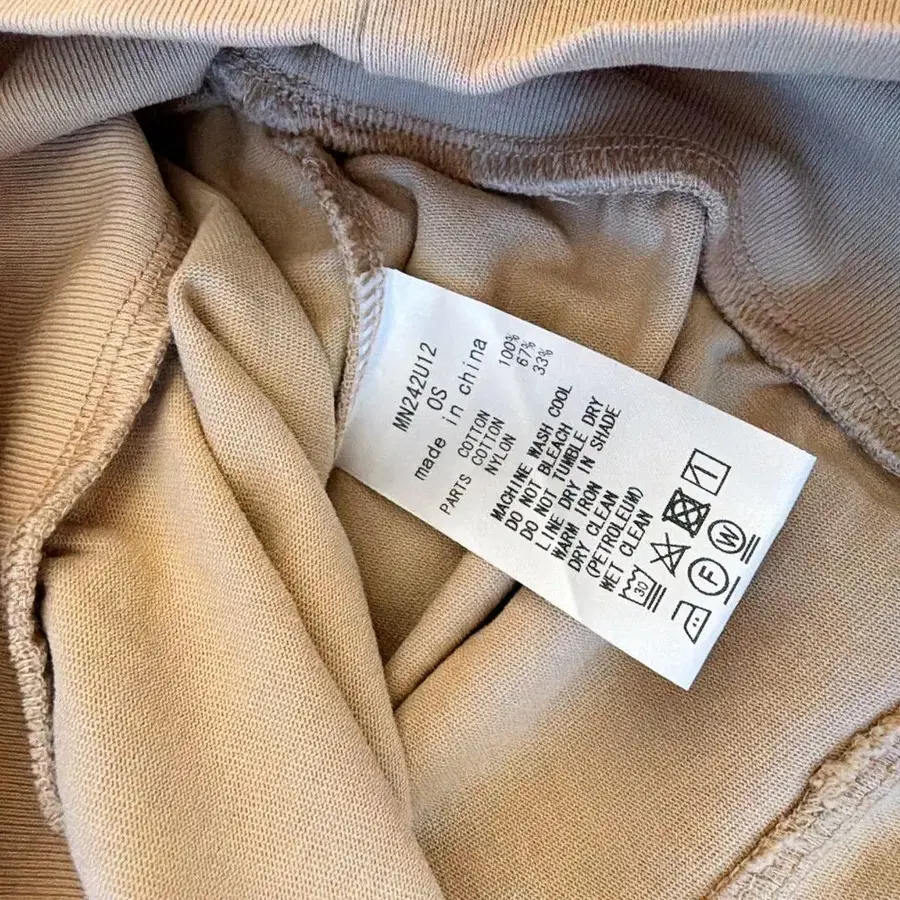 MN242U12
OS
made in china
COTTON 100%
PARTS COTTON 67%
NYLON 33%
MACHINE WASH COOL
DO NOT BLEACH
DO NOT TUMBLE DRY
LINE DRY IN SHADE
WARM IRON
DRY CLEAN
(PETROLEUM)
WET CLEAN
30
F
W